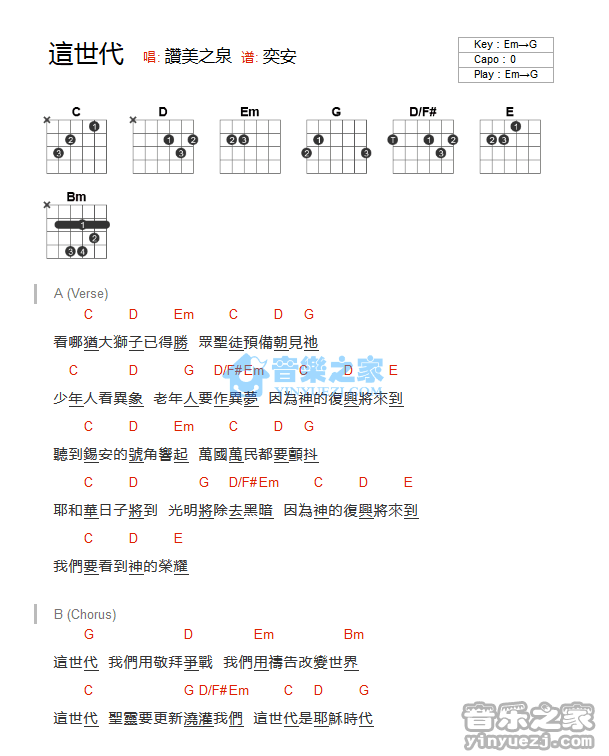 這世代 唱: 讚美之泉 谱: 奕安
Key : Em→G
Capo : 0
Play : Em→G
C D Em G D/F# E
Bm
A (Verse)
C D Em C D G
看哪猶大獅子已得勝 眾聖徒預備朝見祂
C D G D/F# Em C D E
少年人看異象 老年人要作異夢 因為神的復興將來到
音樂之家
YINYUEZJ.COM
C D Em C D G
聽到錫安的號角響起 萬國萬民都要顫抖
C D G D/F# Em C D E
耶和華日子將到 光明將除去黑暗 因為神的復興將來到
C D E
我們要看到神的榮耀
B (Chorus)
G D Em Bm
這世代 我們用敬拜爭戰 我們用禱告改變世界
C G D/F# Em C D G
這世代 聖靈要更新澆灌我們 這世代是耶穌時代
音乐之家
yinyuezj.com